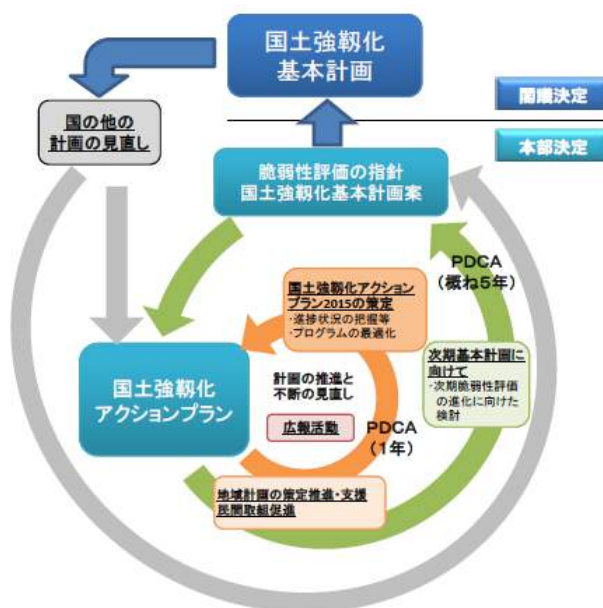 国土強靱化
基本計画
閣議決定
国の他の
計画の見直し
本部決定
脆弱性評価の指針
国土強靱化基本計画案
PDCA
(概ね5年)
国土強靱化アクション
プラン2015の策定
・進捗状況の把握等
・プログラムの最適化
国土強靱化
アクションプラン
計画の推進と
不断の見直し
次期基本計画に
向けて
・次期脆弱性評価
の進化に向けた
検討
広報活動
PDCA
(1年)
地域計画の策定推進・支援
民間取組促進